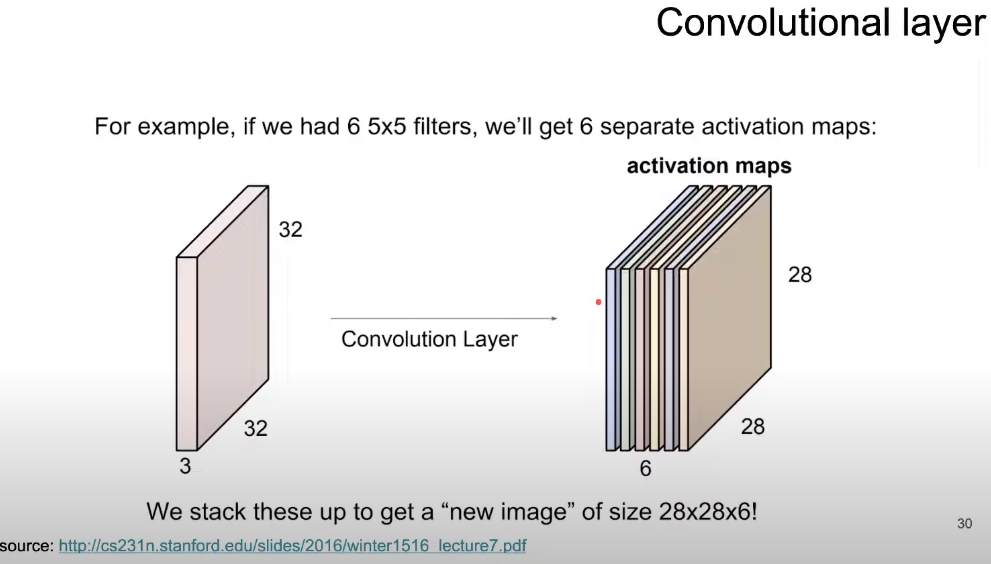 Convolutional layer
For example, if we had 6 5x5 filters, we’ll get 6 separate activation maps:
activation maps
32
28
Convolution Layer
32
28
3
6
We stack these up to get a “new image” of size 28x28x6!
30
source: http://cs231n.stanford.edu/slides/2016/winter1516_lecture7.pdf